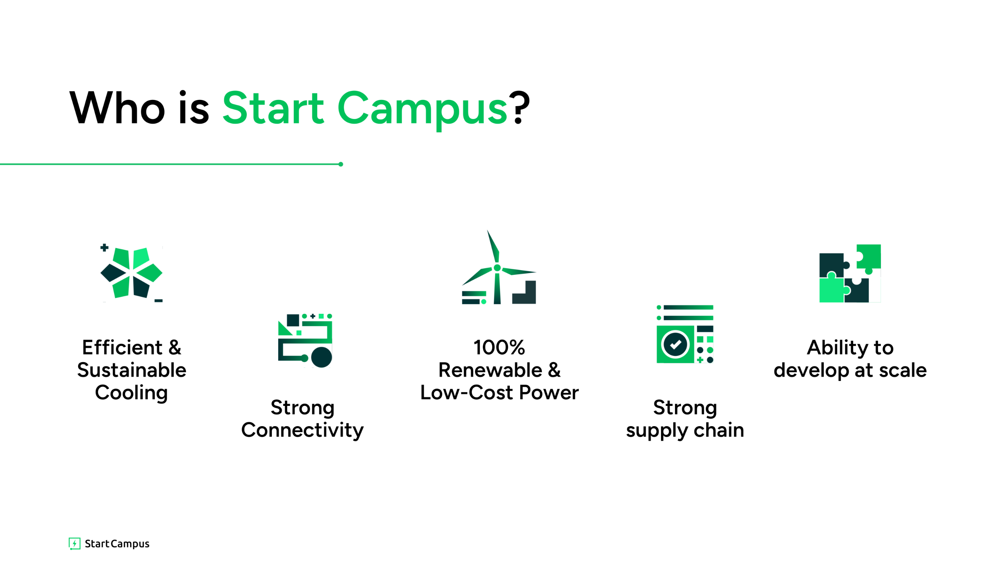 Who is Start Campus?
Efficient &
Sustainable
Cooling
Strong
Connectivity
100%
Renewable &
Low-Cost Power
Strong
supply chain
Ability to
develop at scale
Start Campus